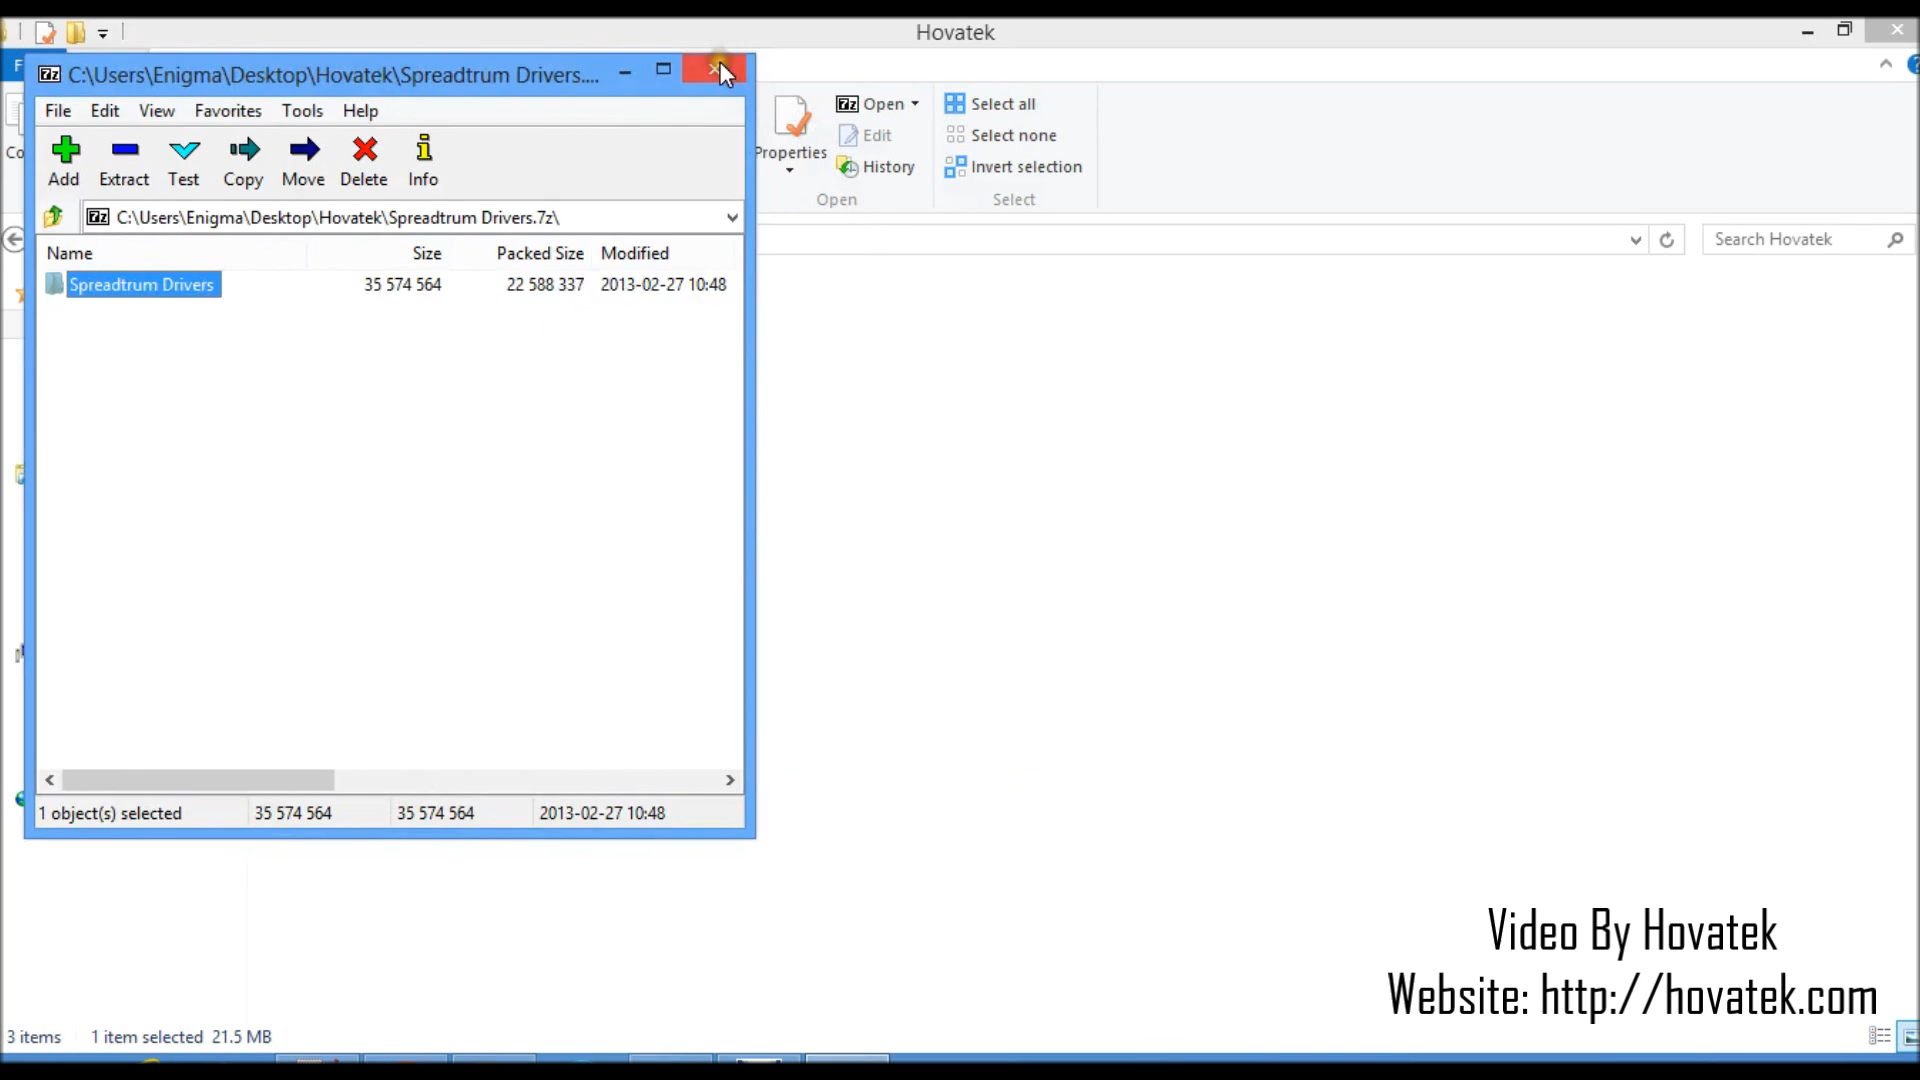 Hovatek
C:\Users\Enigma\Desktop\Hovatek\Spreadtrum Drivers....
File Edit View Favorites Tools Help
Add Extract Test Copy Move Delete Info
C:\Users\Enigma\Desktop\Hovatek\Spreadtrum Drivers.7z\
Name Size Packed Size Modified
Spreadtrum Drivers 35 574 564 22 588 337 2013-02-27 10:48
1 object(s) selected 35 574 564 35 574 564 2013-02-27 10:48
Properties
Open
Edit
History
Open
Select all
Select none
Invert selection
Select
Search Hovatek
Video By Hovatek
Website: http://hovatek.com
3 items 1 item selected 21.5 MB